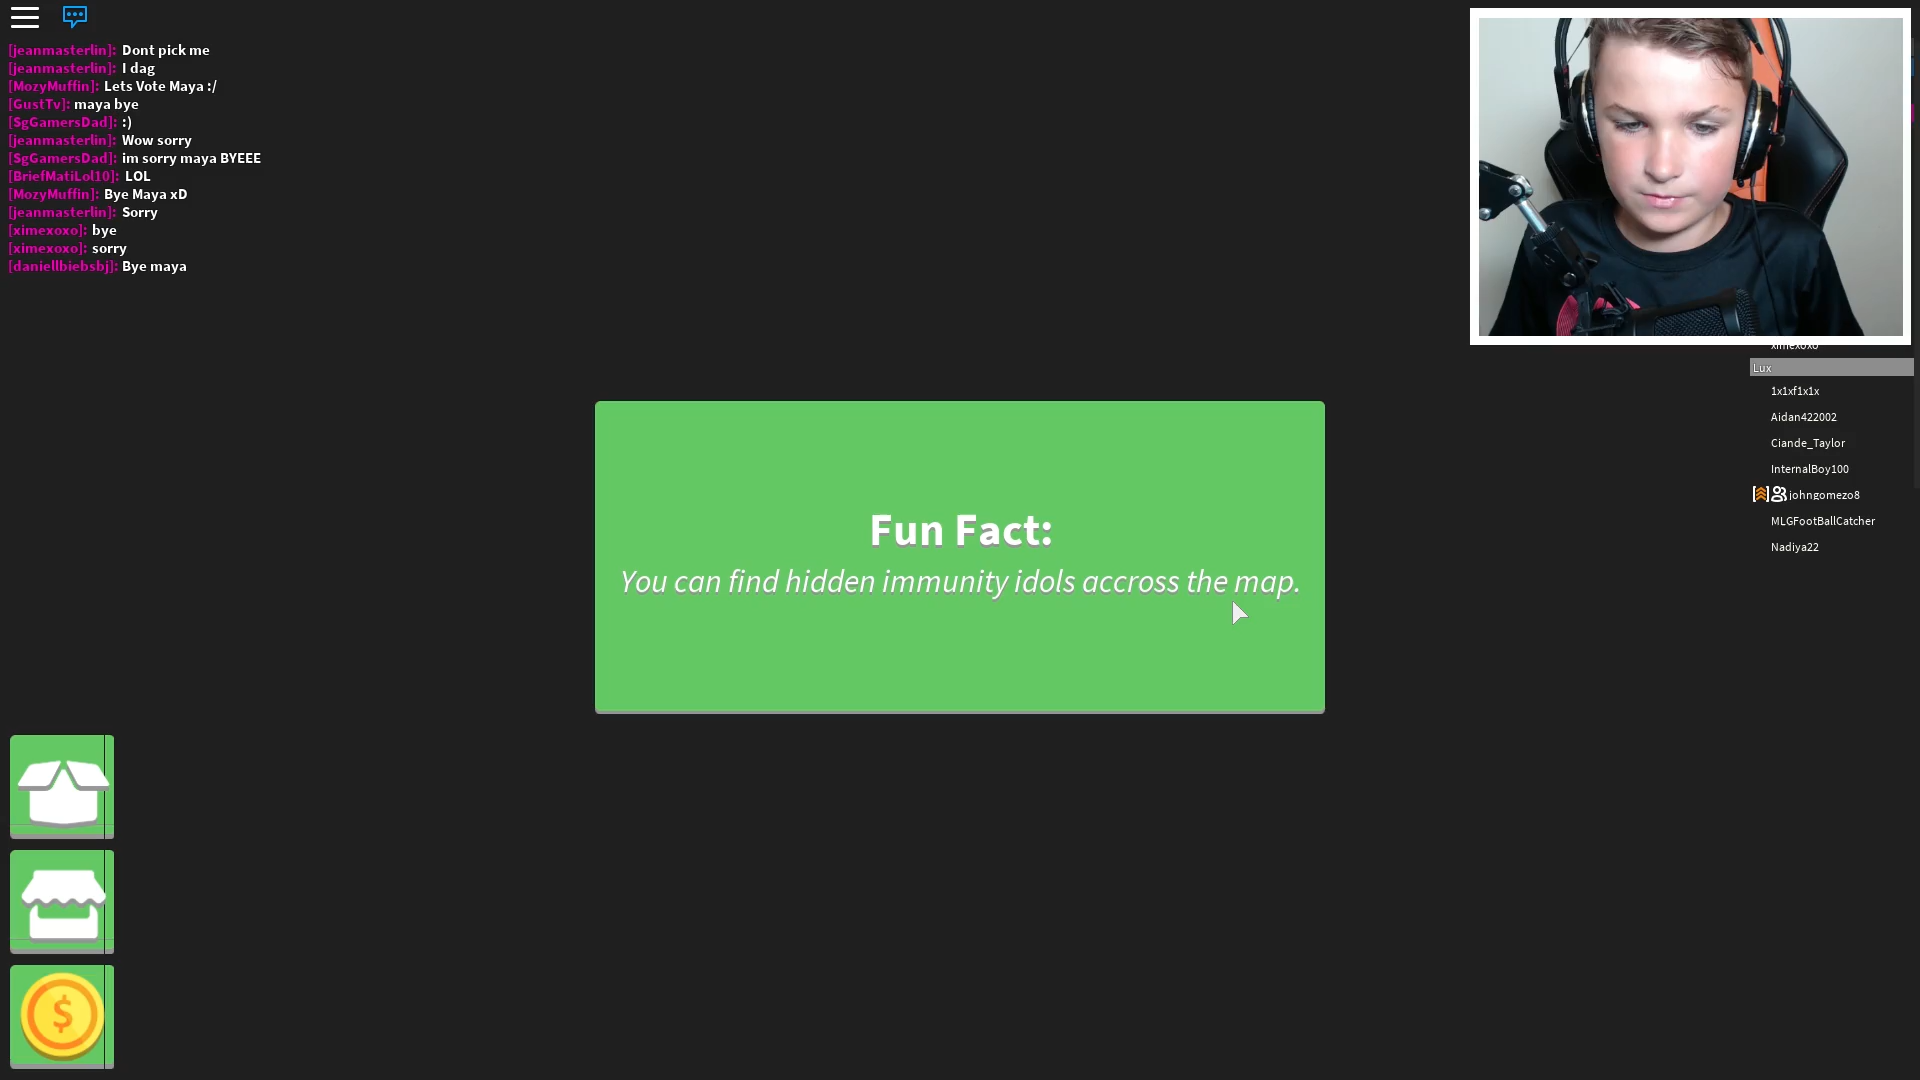 [jeanmasterlin]: Dont pick me
[jeanmasterlin]: I dag
[MozyMuffin]: Lets Vote Maya :/
[GustTv]: maya bye
[SgGamersDad]: :)
[jeanmasterlin]: Wow sorry
[SgGamersDad]: im sorry maya BYEEE
[BriefMatiLol10]: LOL
[MozyMuffin]: Bye Maya xD
[jeanmasterlin]: Sorry
[ximexoxo]: bye
[ximexoxo]: sorry
[daniellbiebsbj]: Bye maya
ximexoxo
Lux
1x1xf1x1x
Aidan422002
Ciande_Taylor
InternalBoy100
johngomezo8
MLGFootBallCatcher
Nadiya22
Fun Fact:
You can find hidden immunity idols accross the map.
$